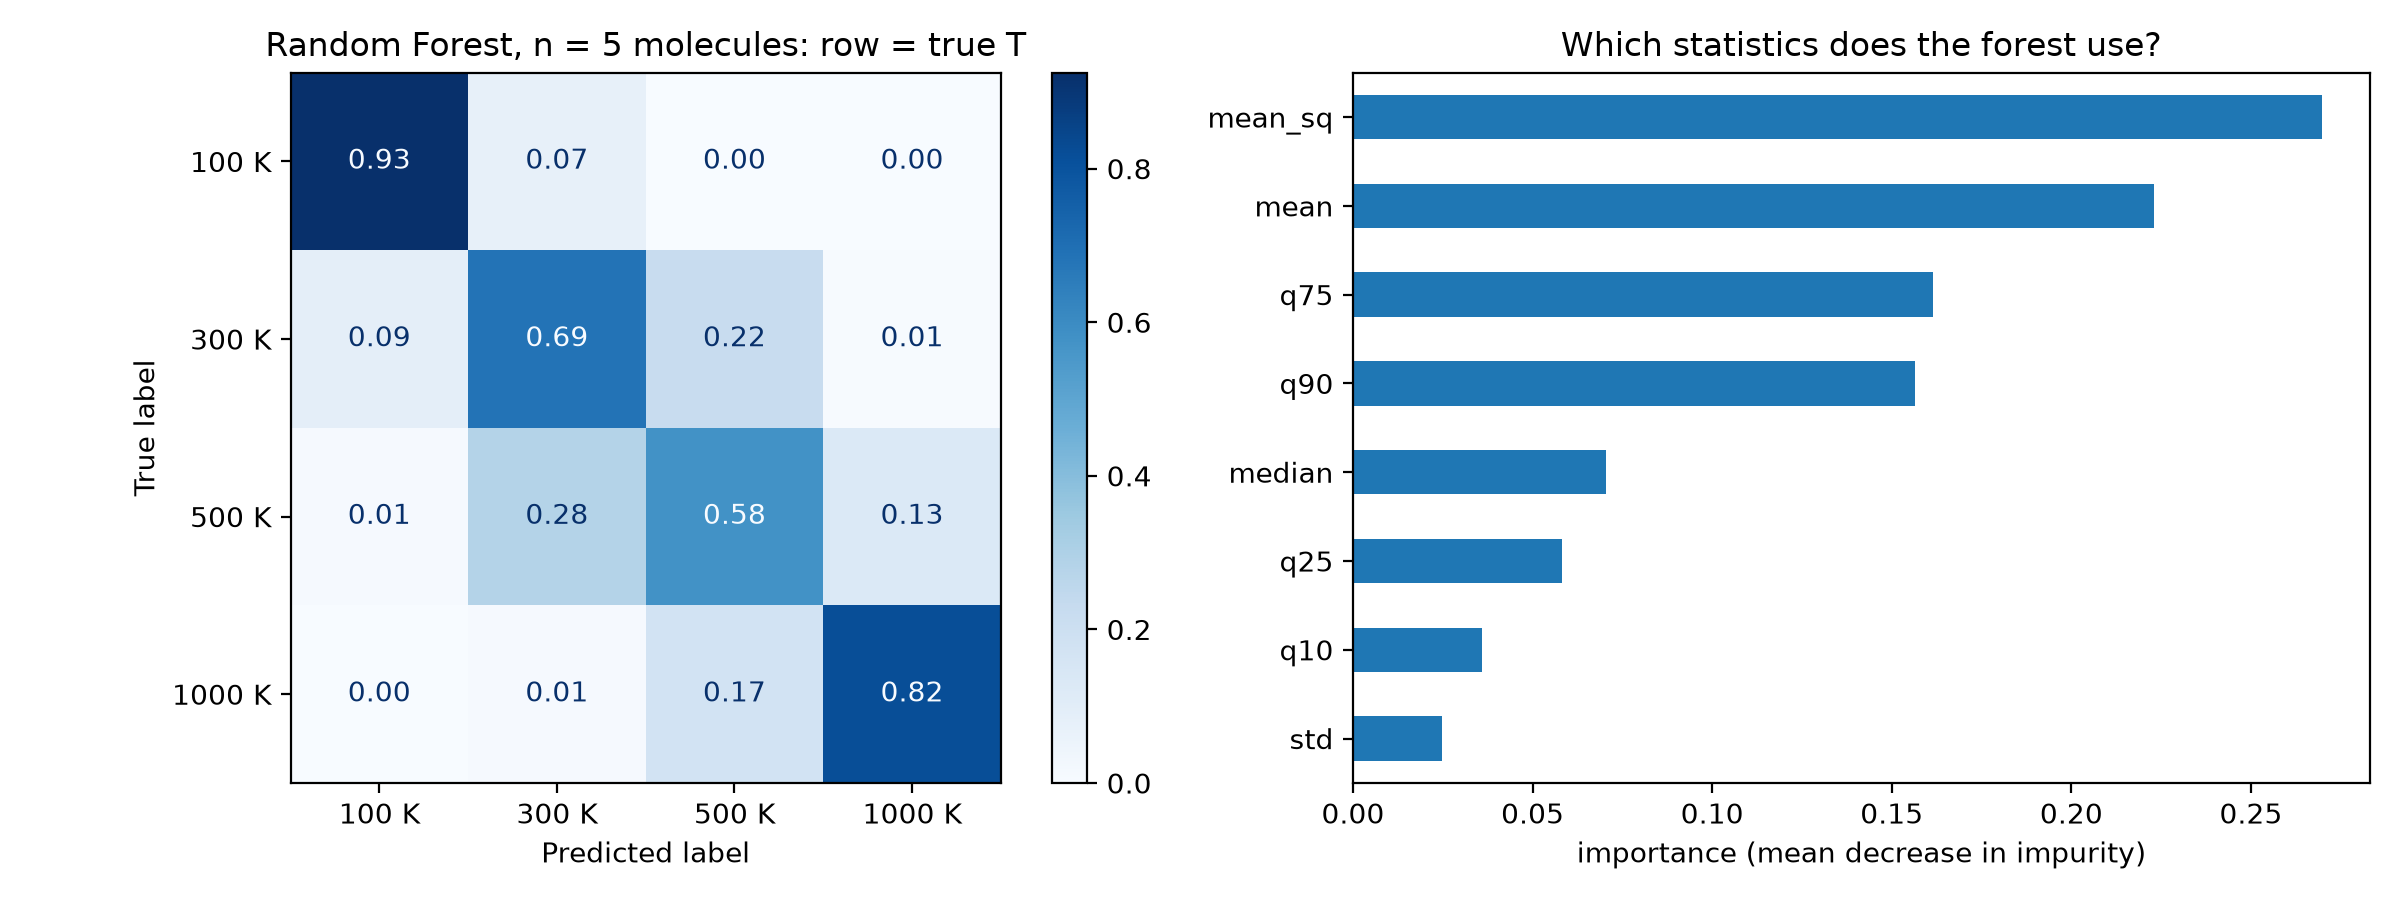 Random Forest, n = 5 molecules: row = true T
True label
100 K
300 K
500 K
1000 K
0.93 0.07 0.00 0.00
0.09 0.69 0.22 0.01
0.01 0.28 0.58 0.13
0.00 0.01 0.17 0.82
100 K 300 K 500 K 1000 K
Predicted label
0.8
0.6
0.4
0.2
0.0
Which statistics does the forest use?
mean_sq
mean
q75
q90
median
q25
q10
std
0.00 0.05 0.10 0.15 0.20 0.25
importance (mean decrease in impurity)